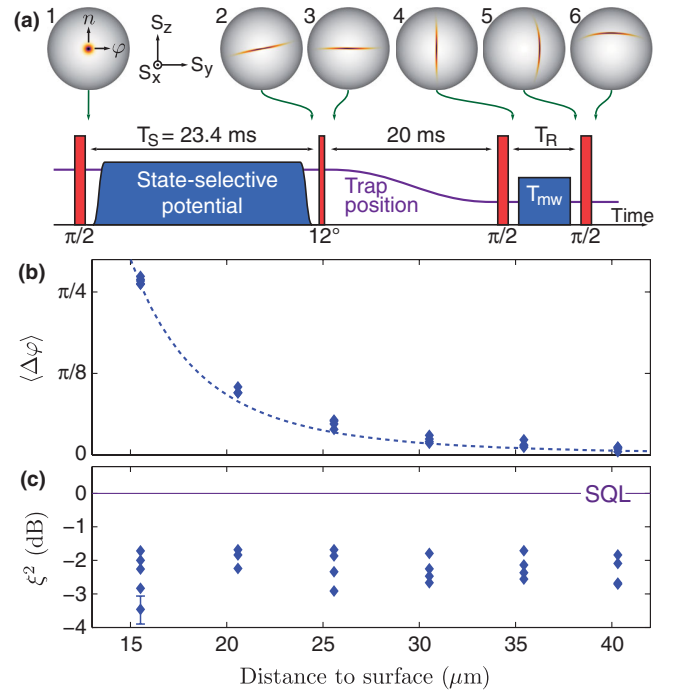 (a)
1 2 3 4 5 6
n
φ
S_z
S_x S_y
T_S = 23.4 ms 20 ms T_R
State-selective
potential
Trap
position
T_mw
Time
π/2 12° π/2 π/2
(b)
π/4
π/8
0
⟨Δφ⟩
(c)
0
−1
−2
−3
−4
ξ² (dB)
SQL
15 20 25 30 35 40
Distance to surface (μm)